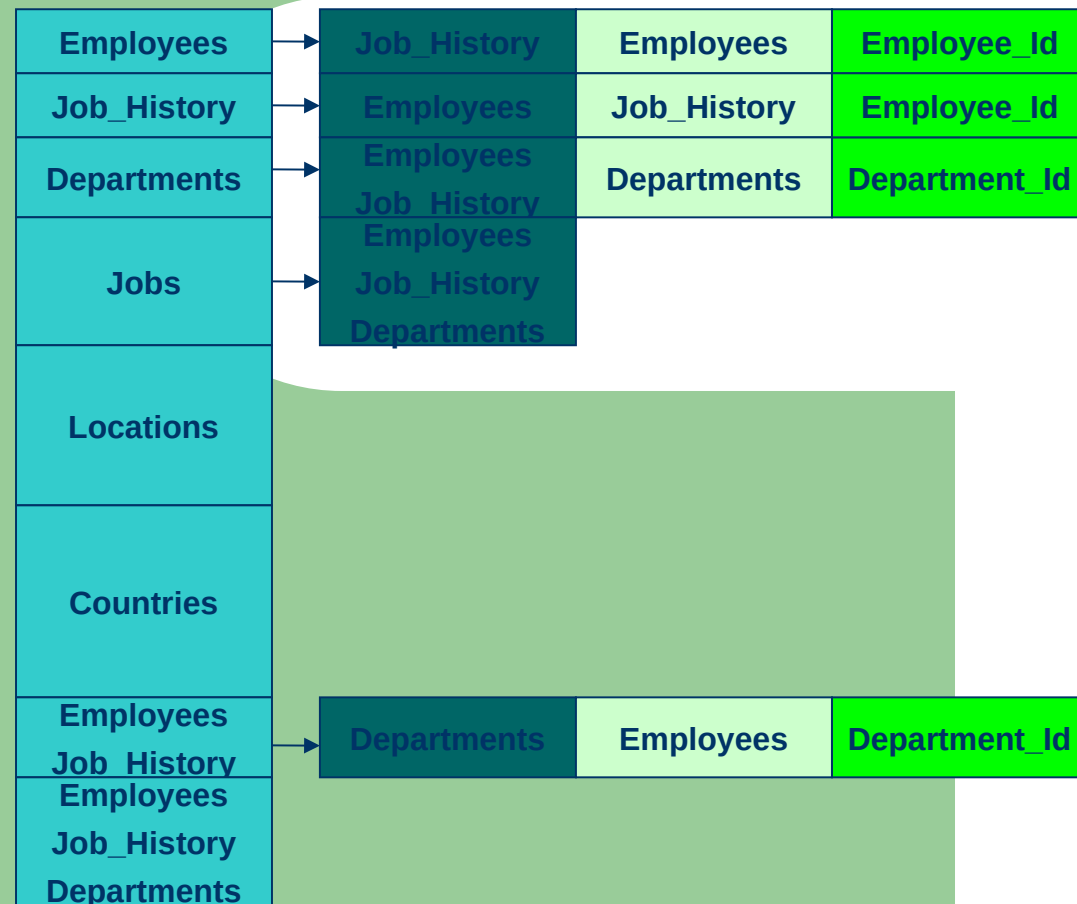 Employees Job_History Employees Employee_Id
Job_History Employees Job_History Employee_Id
Departments Employees
Job_History Departments Department_Id
Jobs Employees
Job_History
Departments
Locations
Countries
Employees
Job_History Departments Employees Department_Id
Employees
Job_History
Departments